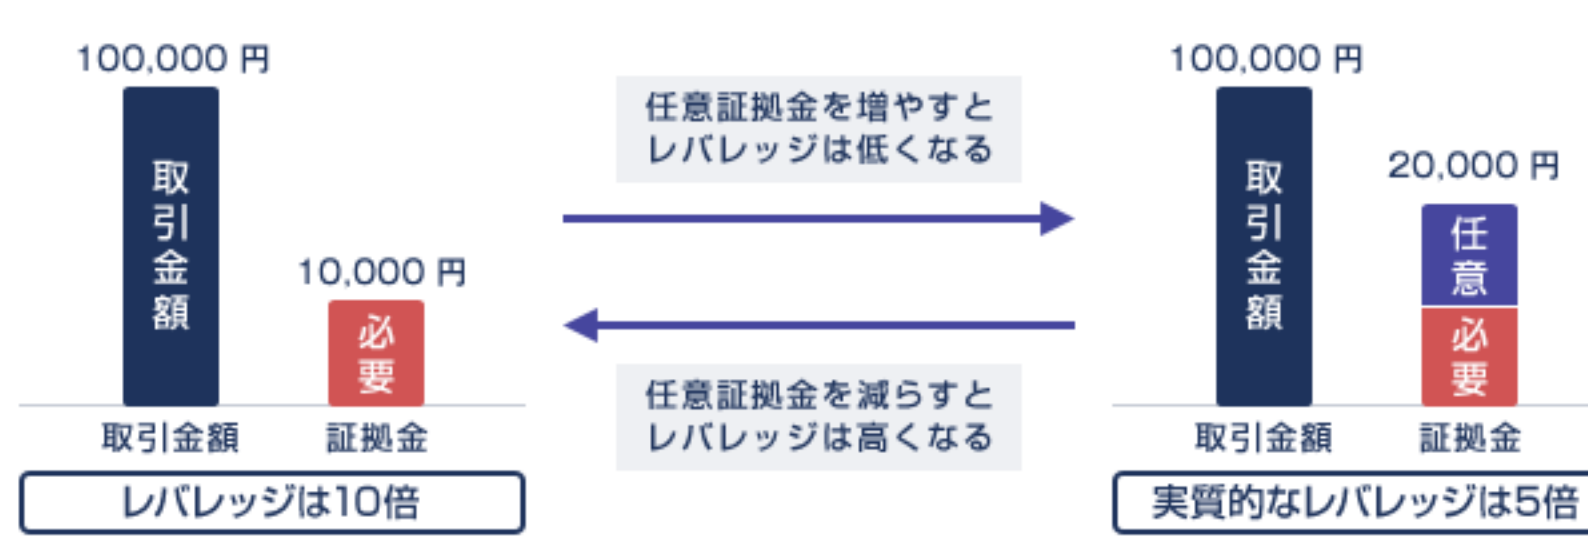 100,000 円
取引金額
10,000 円
必要
取引金額
証拠金
レバレッジは10倍
任意証拠金を増やすと
レバレッジは低くなる
任意証拠金を減らすと
レバレッジは高くなる
100,000 円
取引金額
20,000 円
任意
必要
取引金額
証拠金
実質的なレバレッジは5倍